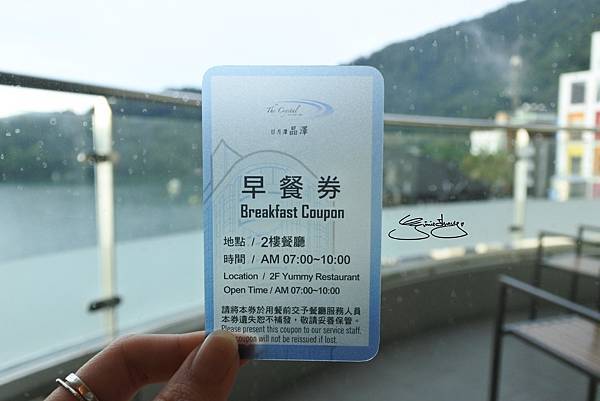 The Crystal
日月潭 晶澤
早餐券
Breakfast Coupon
地點 / 2樓餐廳
時間 / AM 07:00~10:00
Location / 2F Yummy Restaurant
Open Time / AM 07:00~10:00
請將本券於用餐前交予餐廳服務人員
本券遺失恕不補發，敬請妥善保管。
Please present this coupon to our service staff.
coupon will not be reissued if lost.